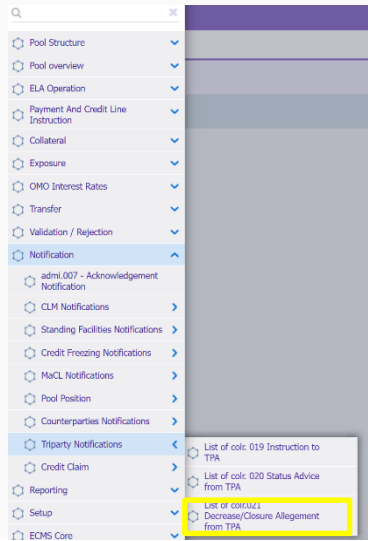 Pool Structure
Pool overview
ELA Operation
Payment And Credit Line
Instruction
Collateral
Exposure
OMO Interest Rates
Transfer
Validation / Rejection
Notification
admi.007 - Acknowledgement
Notification
CLM Notifications
Standing Facilities Notifications
Credit Freezing Notifications
MaCL Notifications
Pool Position
Counterparties Notifications
Triparty Notifications
Credit Claim
Reporting
Setup
ECMS Core
List of colr. 019 Instruction to
TPA
List of colr. 020 Status Advice
from TPA
List of colr.021
Decrease/Closure Allegement
from TPA